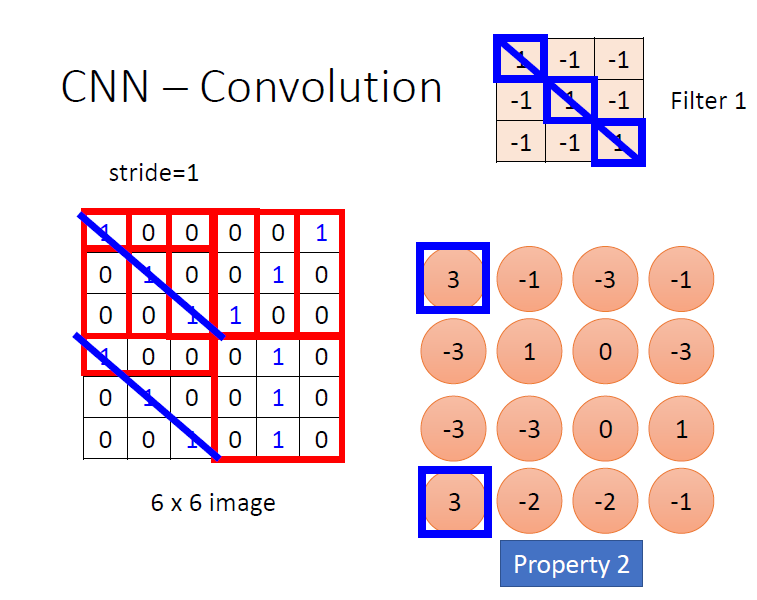 CNN – Convolution
1 -1 -1
-1 1 -1
-1 -1 1
Filter 1
stride=1
1 0 0 0 0 1
0 1 0 0 1 0
0 0 1 1 0 0
1 0 0 0 1 0
0 1 0 0 1 0
0 0 1 0 1 0
6 x 6 image
3 -1 -3 -1
-3 1 0 -3
-3 -3 0 1
3 -2 -2 -1
Property 2